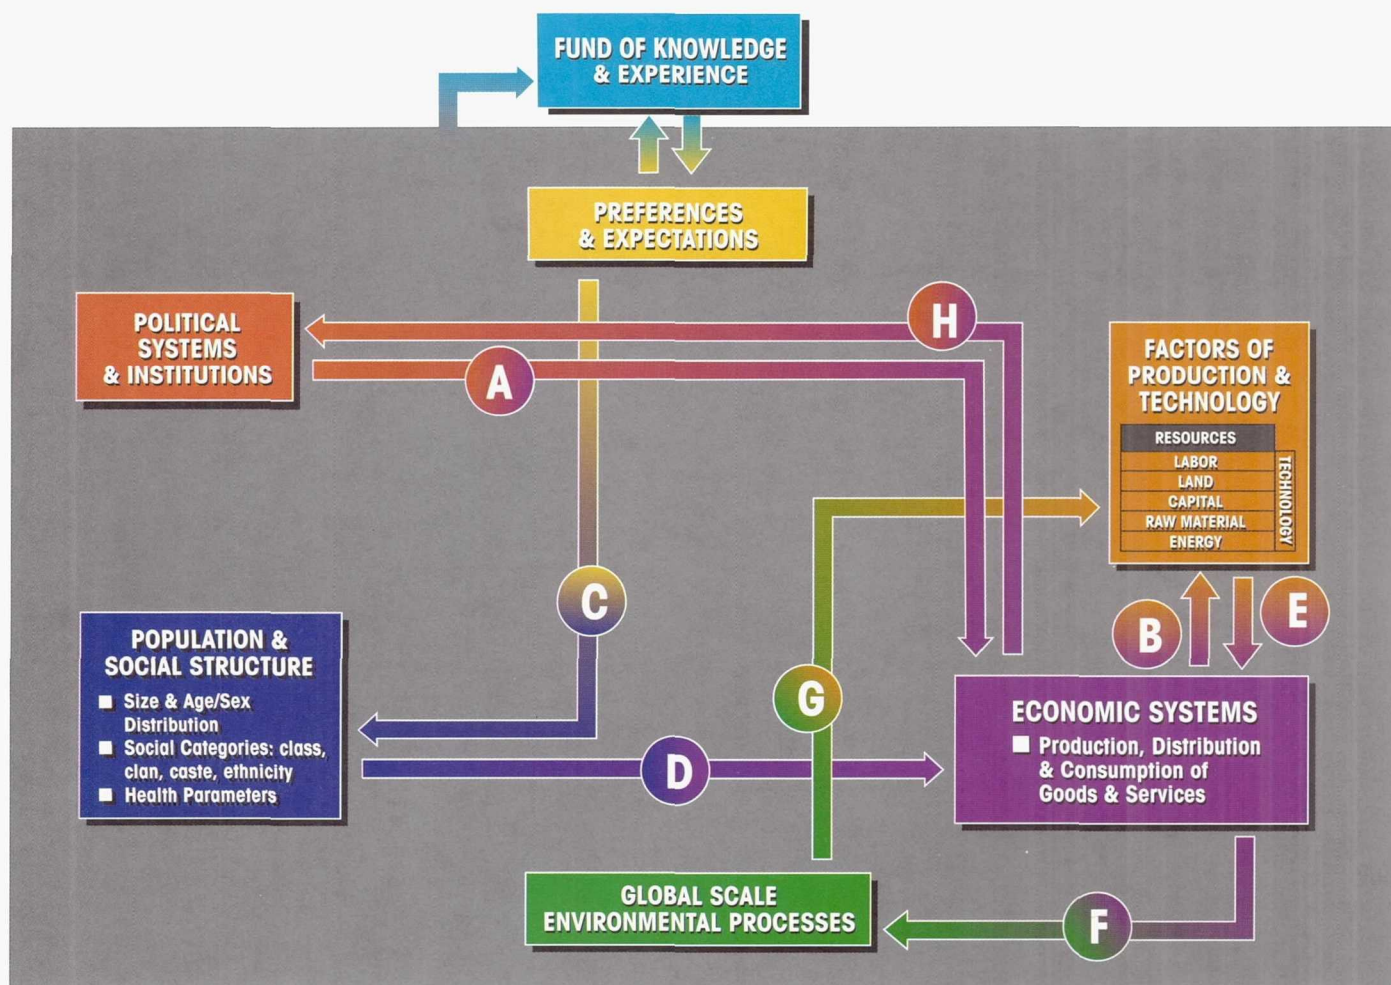 FUND OF KNOWLEDGE
& EXPERIENCE
PREFERENCES
& EXPECTATIONS
POLITICAL
SYSTEMS
& INSTITUTIONS
H
A
FACTORS OF
PRODUCTION &
TECHNOLOGY
RESOURCES
LABOR
LAND
CAPITAL
RAW MATERIAL
ENERGY
TECHNOLOGY
C
B
E
POPULATION &
SOCIAL STRUCTURE
■ Size & Age/Sex
Distribution
■ Social Categories: class,
clan, caste, ethnicity
■ Health Parameters
G
D
ECONOMIC SYSTEMS
■ Production, Distribution
& Consumption of
Goods & Services
GLOBAL SCALE
ENVIRONMENTAL PROCESSES
F